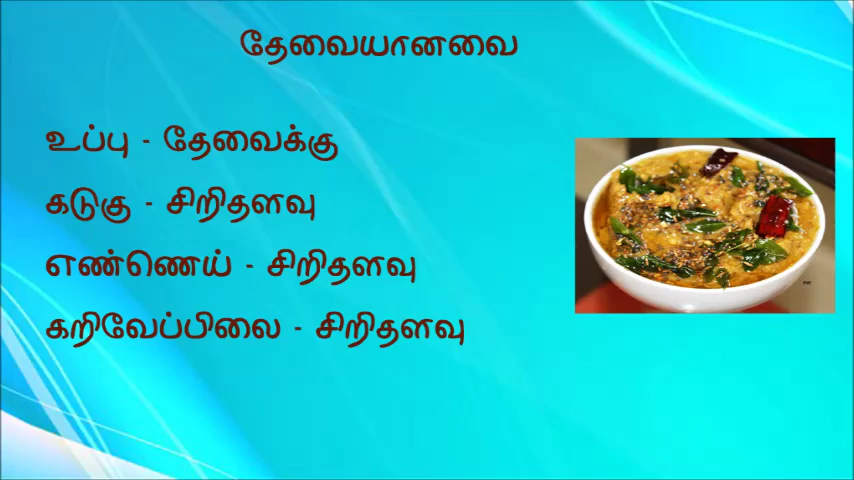 தேவையானவை
உப்பு - தேவைக்கு
கடுகு - சிறிதளவு
எண்ணெய் - சிறிதளவு
கறிவேப்பிலை - சிறிதளவு